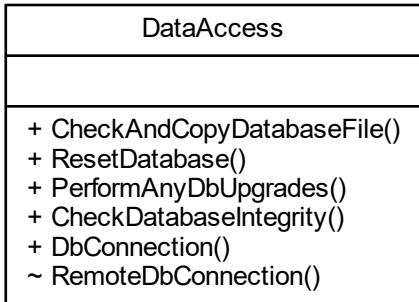 DataAccess
+ CheckAndCopyDatabaseFile()
+ ResetDatabase()
+ PerformAnyDbUpgrades()
+ CheckDatabaseIntegrity()
+ DbConnection()
~ RemoteDbConnection()